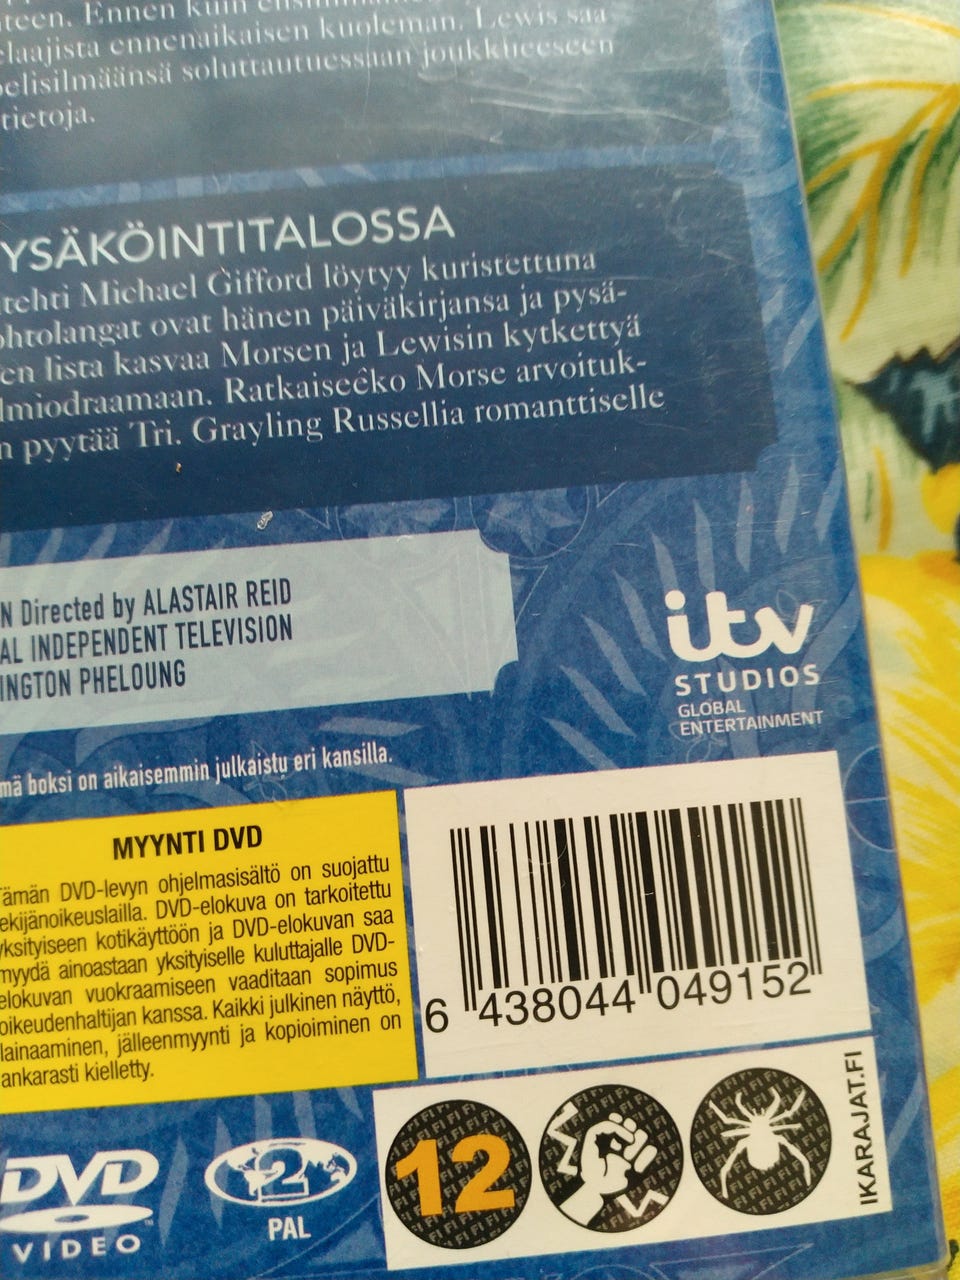 teen. Ennen kuin
elaajista ennenaikaisen kuoleman. Lewis saa
pelisilmäänsä soluttautuessaan joukkueeseen
tietoja.
YSÄKÖINTITALOSSA
tehti Michael Gifford löytyy kuristettuna
ohtolangat ovat hänen päiväkirjansa ja pysä-
en lista kasvaa Morsen ja Lewisin kytkettyä
lmiodraamaan. Ratkaiseeko Morse arvoituk-
n pyytää Tri. Grayling Russellia romanttiselle
N Directed by ALASTAIR REID
AL INDEPENDENT TELEVISION
INGTON PHELOUNG
itv
STUDIOS
GLOBAL
ENTERTAINMENT
mä boksi on aikaisemmin julkaistu eri kansilla.
MYYNTI DVD
Tämän DVD-levyn ohjelmasisältö on suojattu
ekijänoikeuslailla. DVD-elokuva on tarkoitettu
yksityiseen kotikäyttöön ja DVD-elokuvan saa
myydä ainoastaan yksityiselle kuluttajalle DVD-
elokuvan vuokraamiseen vaaditaan sopimus
oikeudenhaltijan kanssa. Kaikki julkinen näyttö,
lainaaminen, jälleenmyynti ja kopioiminen on
ankarasti kielletty.
6 438044 049152
DVD
VIDEO
2
PAL
12
IKARAJAT.FI